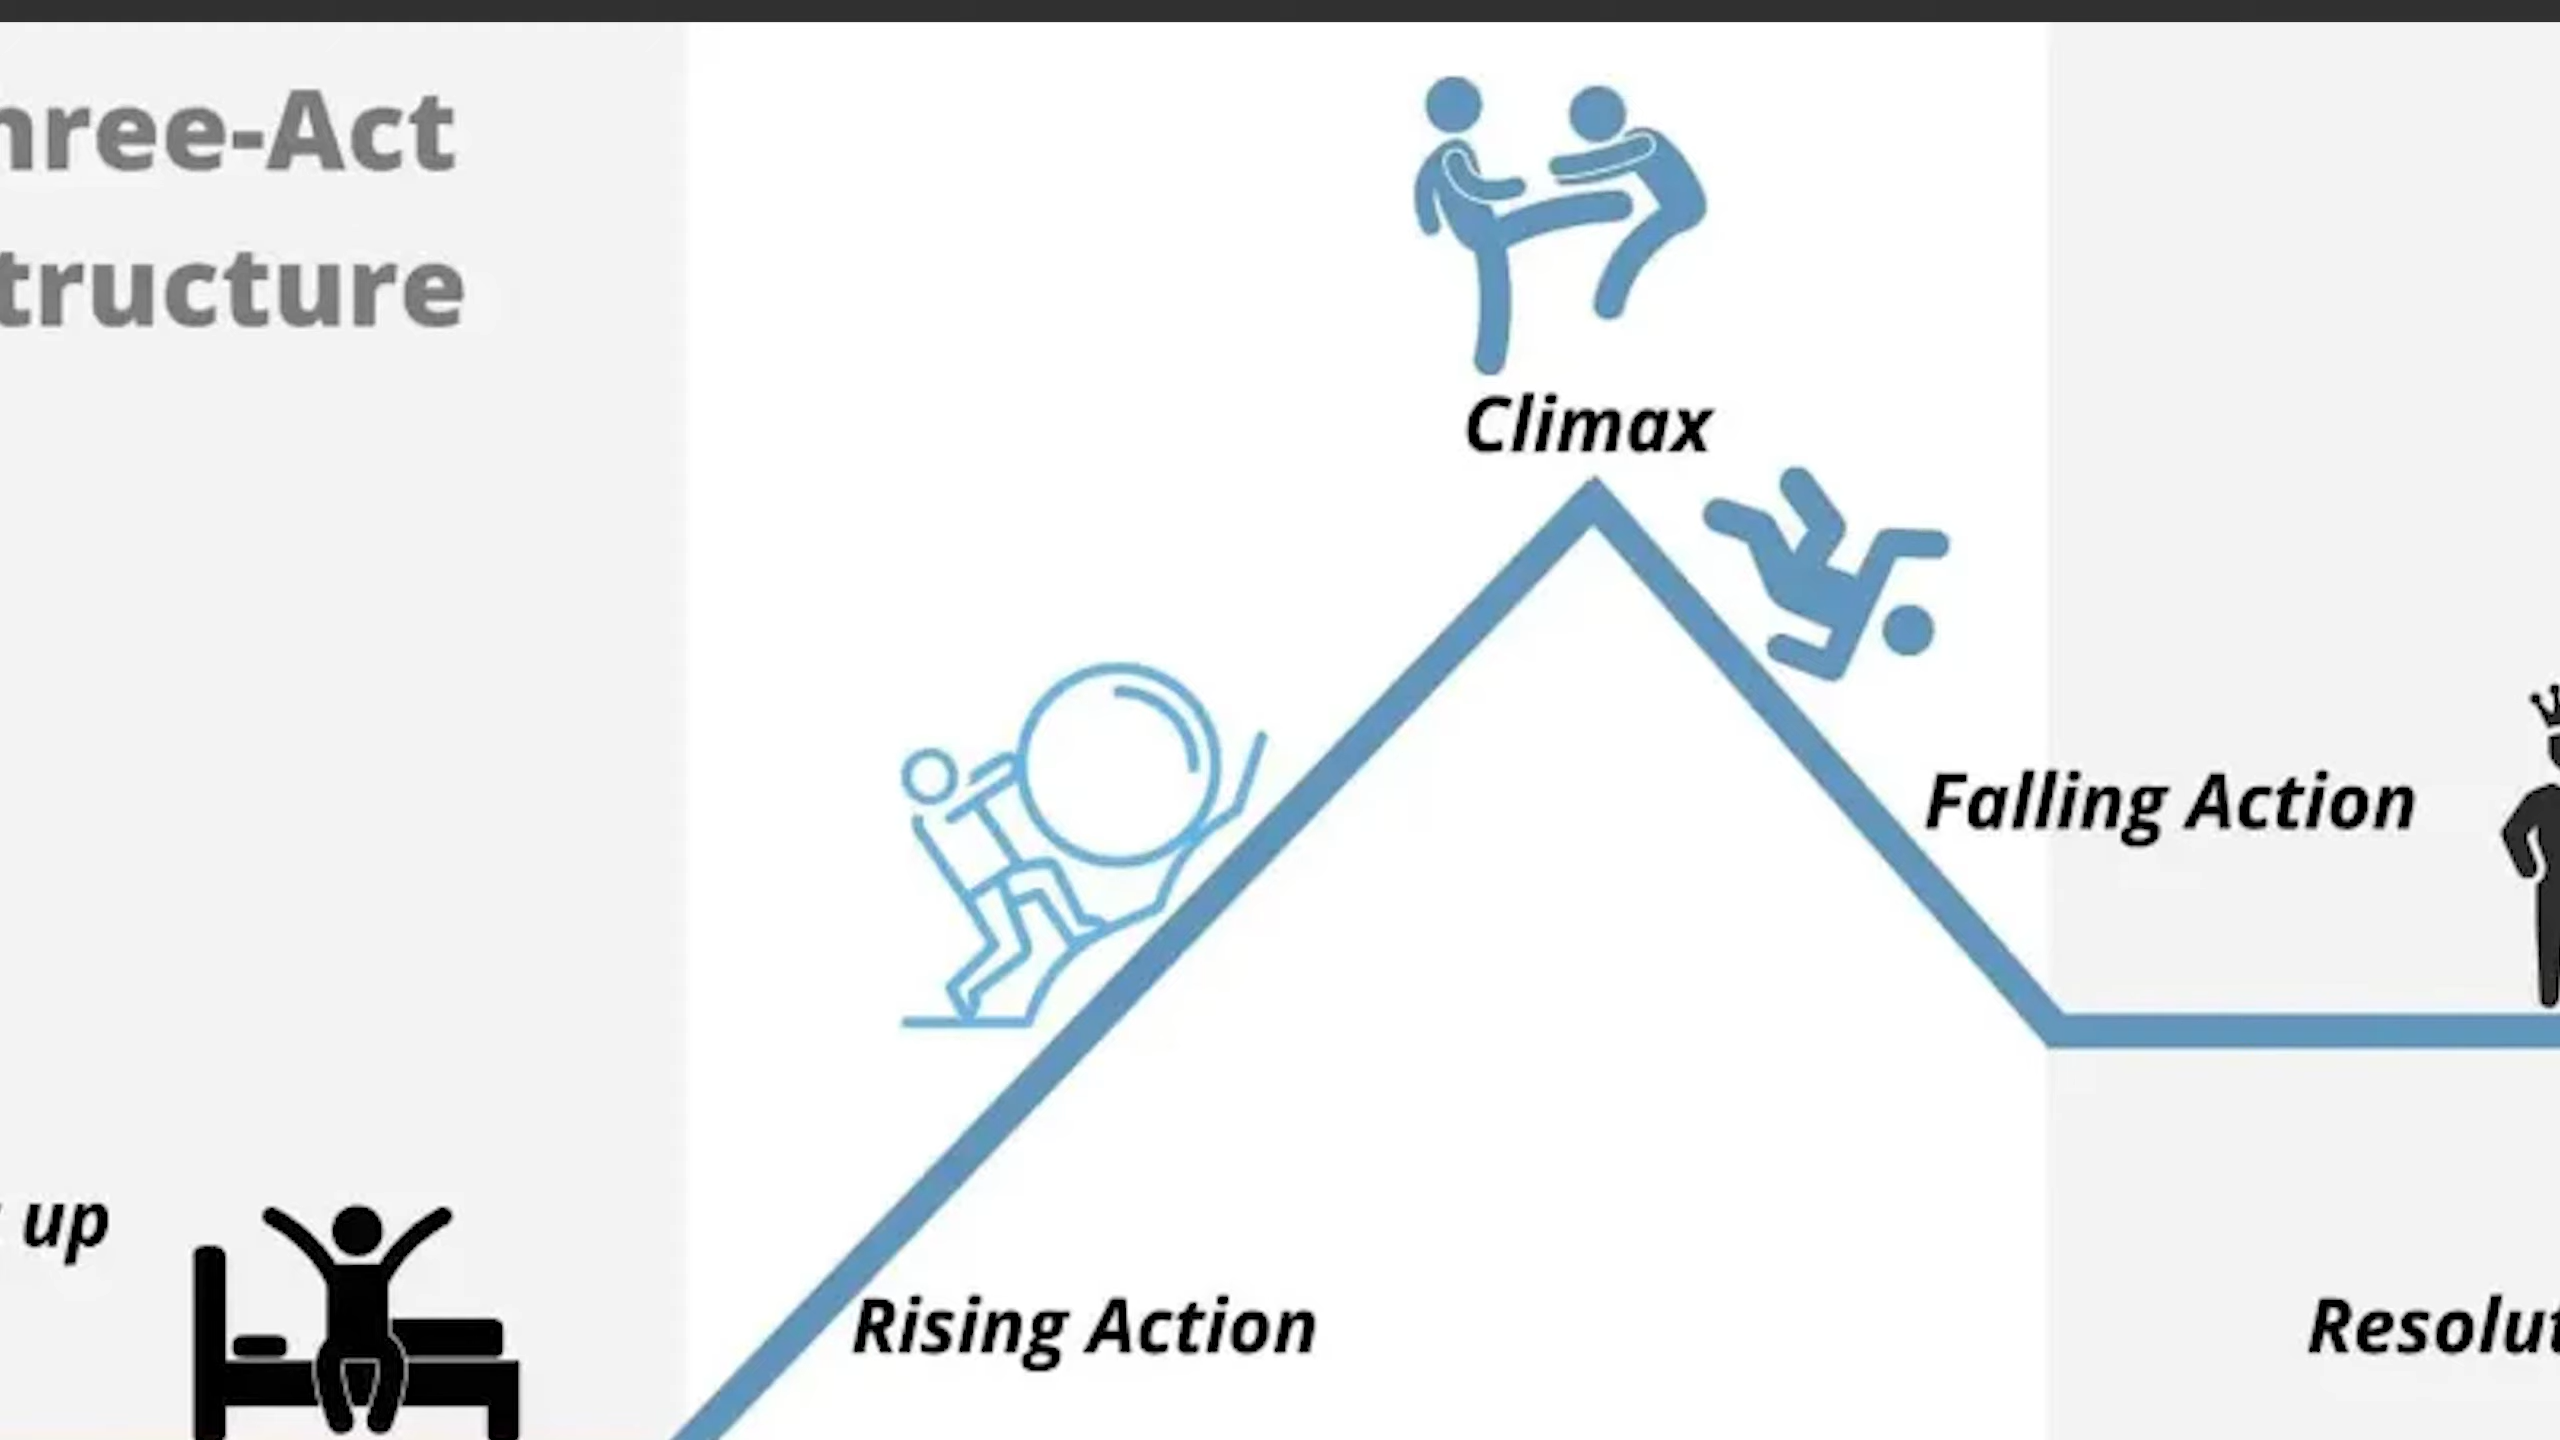 hree-Act
tructure
Climax
Falling Action
up
Rising Action
Resolut